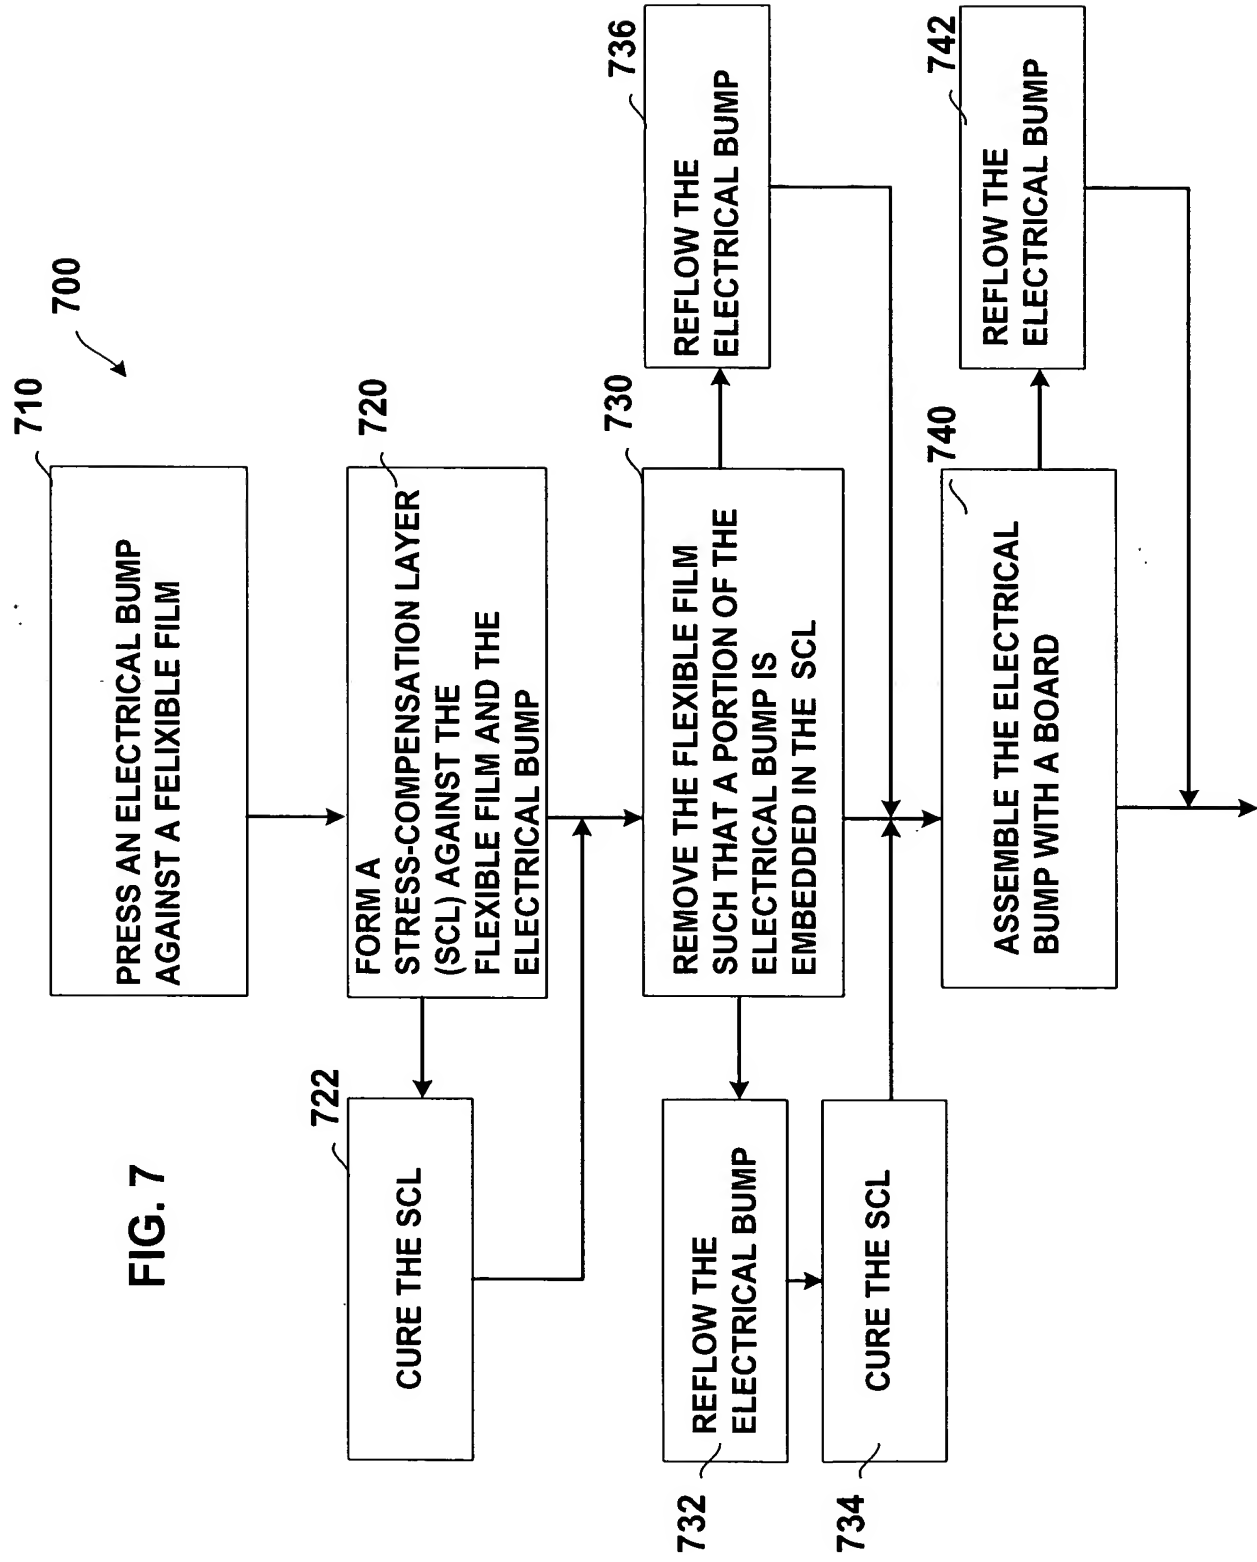 FIG. 7
700
710
PRESS AN ELECTRICAL BUMP
AGAINST A FELIXIBLE FILM
720
FORM A
STRESS-COMPENSATION LAYER
(SCL) AGAINST THE
FLEXIBLE FILM AND THE
ELECTRICAL BUMP
722
CURE THE SCL
730
REMOVE THE FLEXIBLE FILM
SUCH THAT A PORTION OF THE
ELECTRICAL BUMP IS
EMBEDDED IN THE SCL
732
REFLOW THE
ELECTRICAL BUMP
734
CURE THE SCL
736
REFLOW THE
ELECTRICAL BUMP
740
ASSEMBLE THE ELECTRICAL
BUMP WITH A BOARD
742
REFLOW THE
ELECTRICAL BUMP